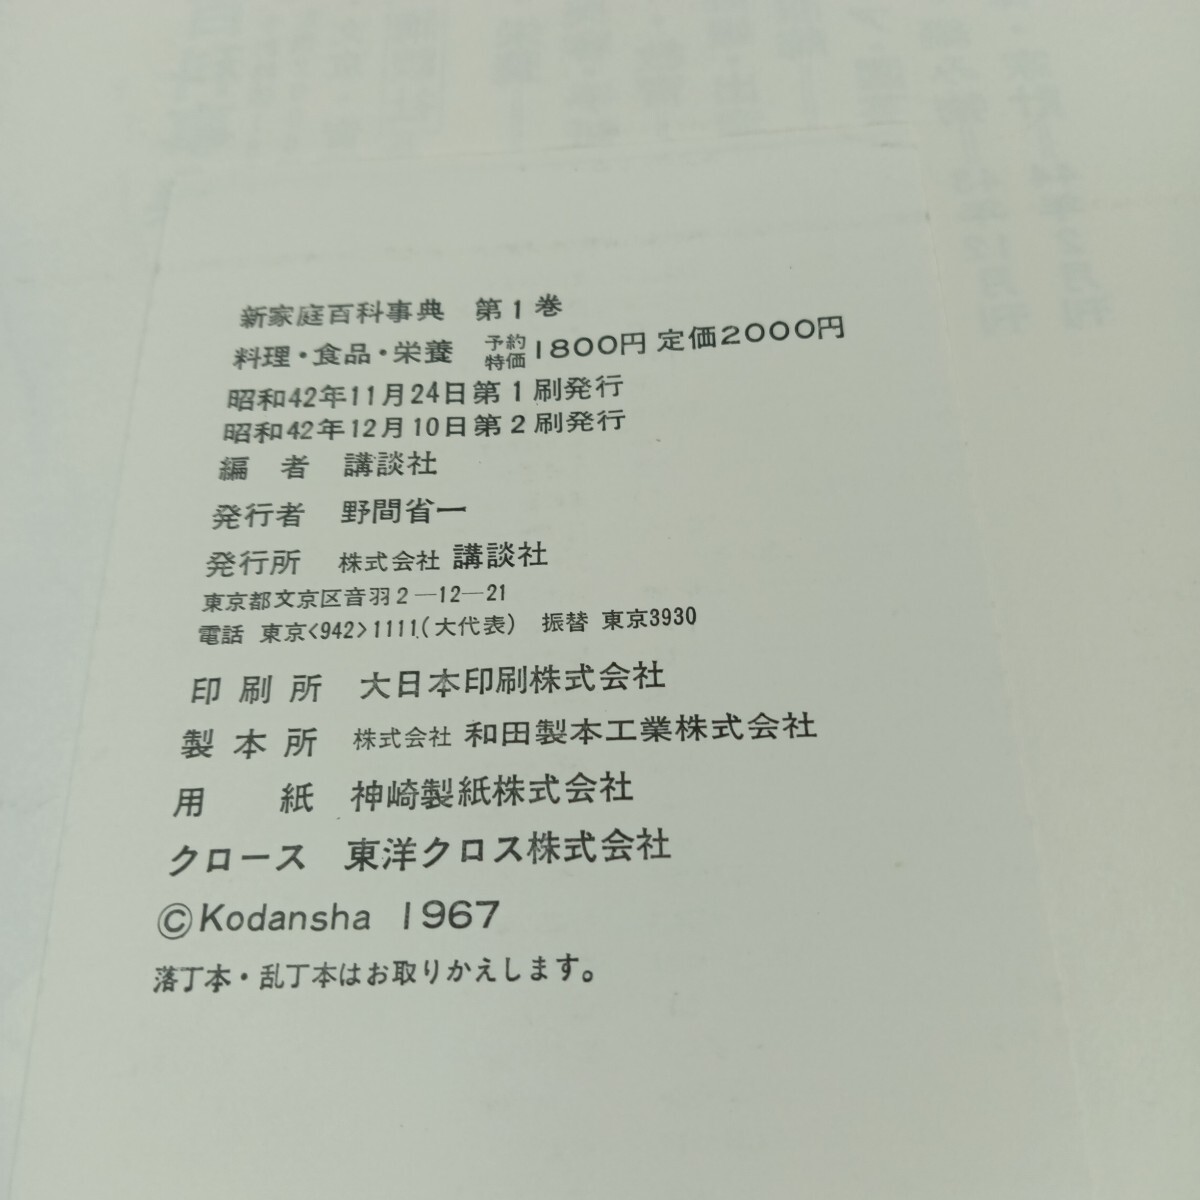 新家庭百科事典 第1巻
料理・食品・栄養 予約特価1800円 定価2000円
昭和42年11月24日第1刷発行
昭和42年12月10日第2刷発行
編 者 講談社
発行者 野間省一
発行所 株式会社 講談社
東京都文京区音羽2—12—21
電話 東京<942>1111(大代表) 振替 東京3930
印刷所 大日本印刷株式会社
製本所 株式会社 和田製本工業株式会社
用 紙 神崎製紙株式会社
クロース 東洋クロス株式会社
©Kodansha 1967
落丁本・乱丁本はお取りかえします。